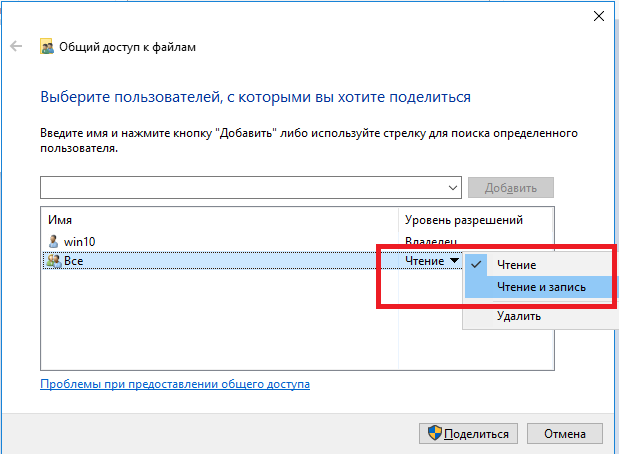 Общий доступ к файлам
Выберите пользователей, с которыми вы хотите поделиться
Введите имя и нажмите кнопку "Добавить" либо используйте стрелку для поиска определенного
пользователя.
Добавить
Имя
Уровень разрешений
win10
Владелец
Все
Чтение
Чтение
Чтение и запись
Удалить
Проблемы при предоставлении общего доступа
Поделиться
Отмена